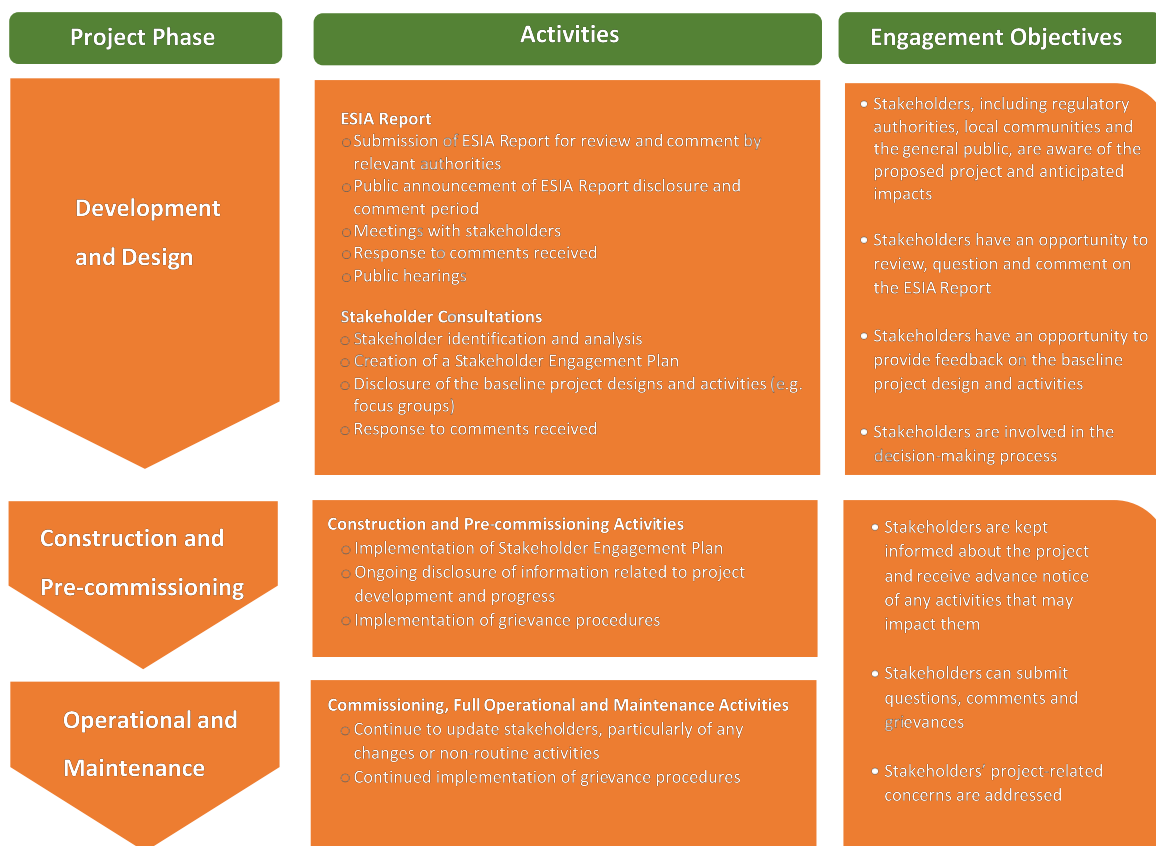 Project Phase
Activities
Engagement Objectives
Development
and Design
ESIA Report
○ Submission of ESIA Report for review and comment by
relevant authorities
○ Public announcement of ESIA Report disclosure and
comment period
○ Meetings with stakeholders
○ Response to comments received
○ Public hearings
Stakeholder Consultations
○ Stakeholder identification and analysis
○ Creation of a Stakeholder Engagement Plan
○ Disclosure of the baseline project designs and activities (e.g.
focus groups)
○ Response to comments received
• Stakeholders, including regulatory
authorities, local communities and
the general public, are aware of the
proposed project and anticipated
impacts
• Stakeholders have an opportunity to
review, question and comment on
the ESIA Report
• Stakeholders have an opportunity to
provide feedback on the baseline
project design and activities
• Stakeholders are involved in the
decision-making process
Construction and
Pre-commissioning
Construction and Pre-commissioning Activities
○ Implementation of Stakeholder Engagement Plan
○ Ongoing disclosure of information related to project
development and progress
○ Implementation of grievance procedures
Operational and
Maintenance
Commissioning, Full Operational and Maintenance Activities
○ Continue to update stakeholders, particularly of any
changes or non-routine activities
○ Continued implementation of grievance procedures
• Stakeholders are kept
informed about the project
and receive advance notice
of any activities that may
impact them
• Stakeholders can submit
questions, comments and
grievances
• Stakeholders' project-related
concerns are addressed